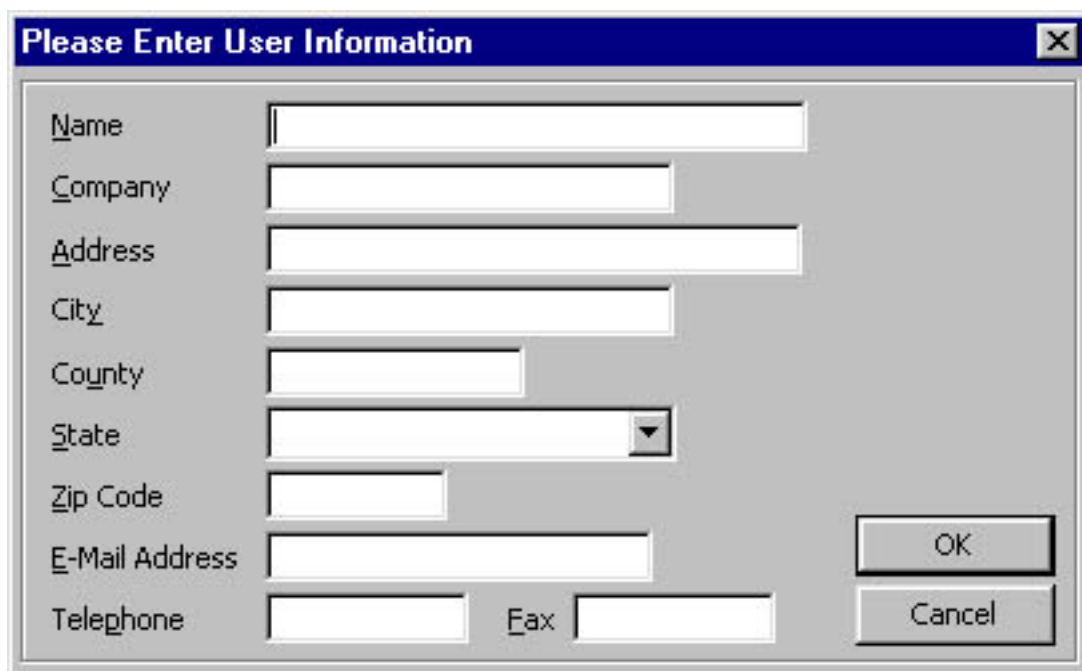 Please Enter User Information
Name
Company
Address
City
County
State
Zip Code
E-Mail Address
Telephone Fax
OK
Cancel